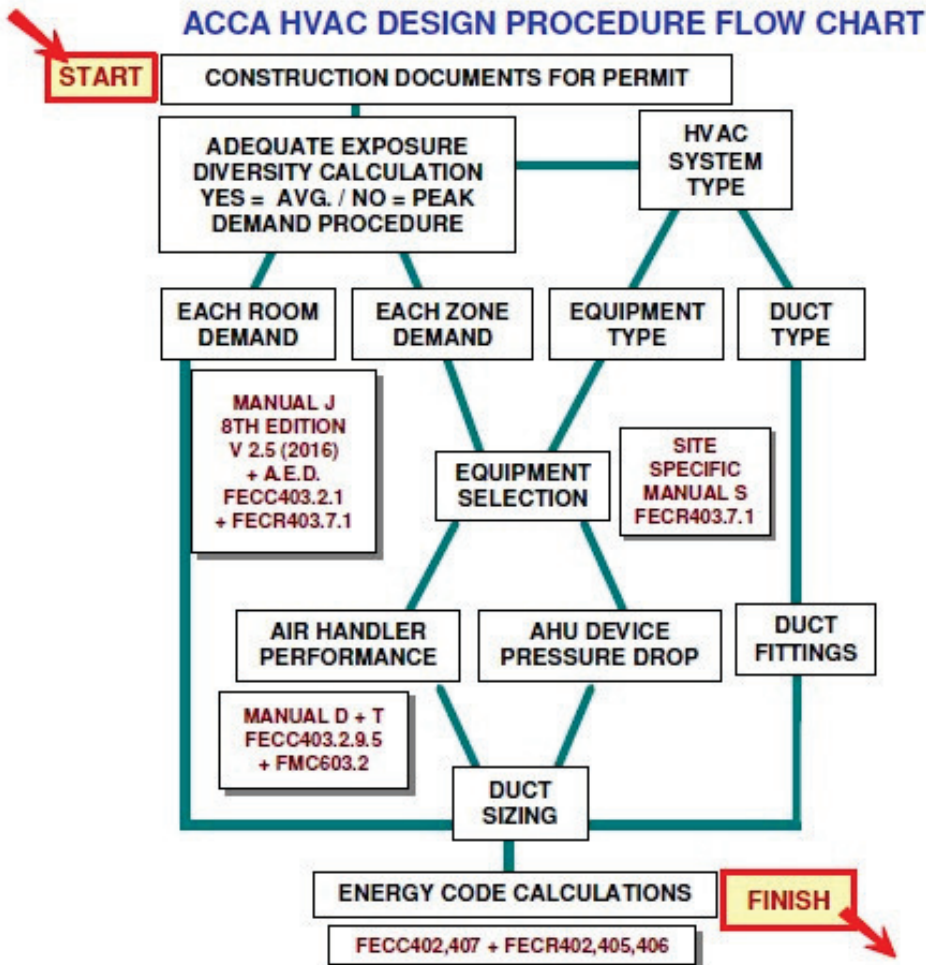 ACCA HVAC DESIGN PROCEDURE FLOW CHART
START
CONSTRUCTION DOCUMENTS FOR PERMIT
ADEQUATE EXPOSURE
DIVERSITY CALCULATION
YES = AVG. / NO = PEAK
DEMAND PROCEDURE
HVAC
SYSTEM
TYPE
EACH ROOM
DEMAND
EACH ZONE
DEMAND
EQUIPMENT
TYPE
DUCT
TYPE
MANUAL J
8TH EDITION
V 2.5 (2016)
+ A.E.D.
FECC403.2.1
+ FECR403.7.1
EQUIPMENT
SELECTION
SITE
SPECIFIC
MANUAL S
FECR403.7.1
AIR HANDLER
PERFORMANCE
AHU DEVICE
PRESSURE DROP
DUCT
FITTINGS
MANUAL D + T
FECC403.2.9.5
+ FMC603.2
DUCT
SIZING
ENERGY CODE CALCULATIONS
FINISH
FECC402,407 + FECR402,405,406